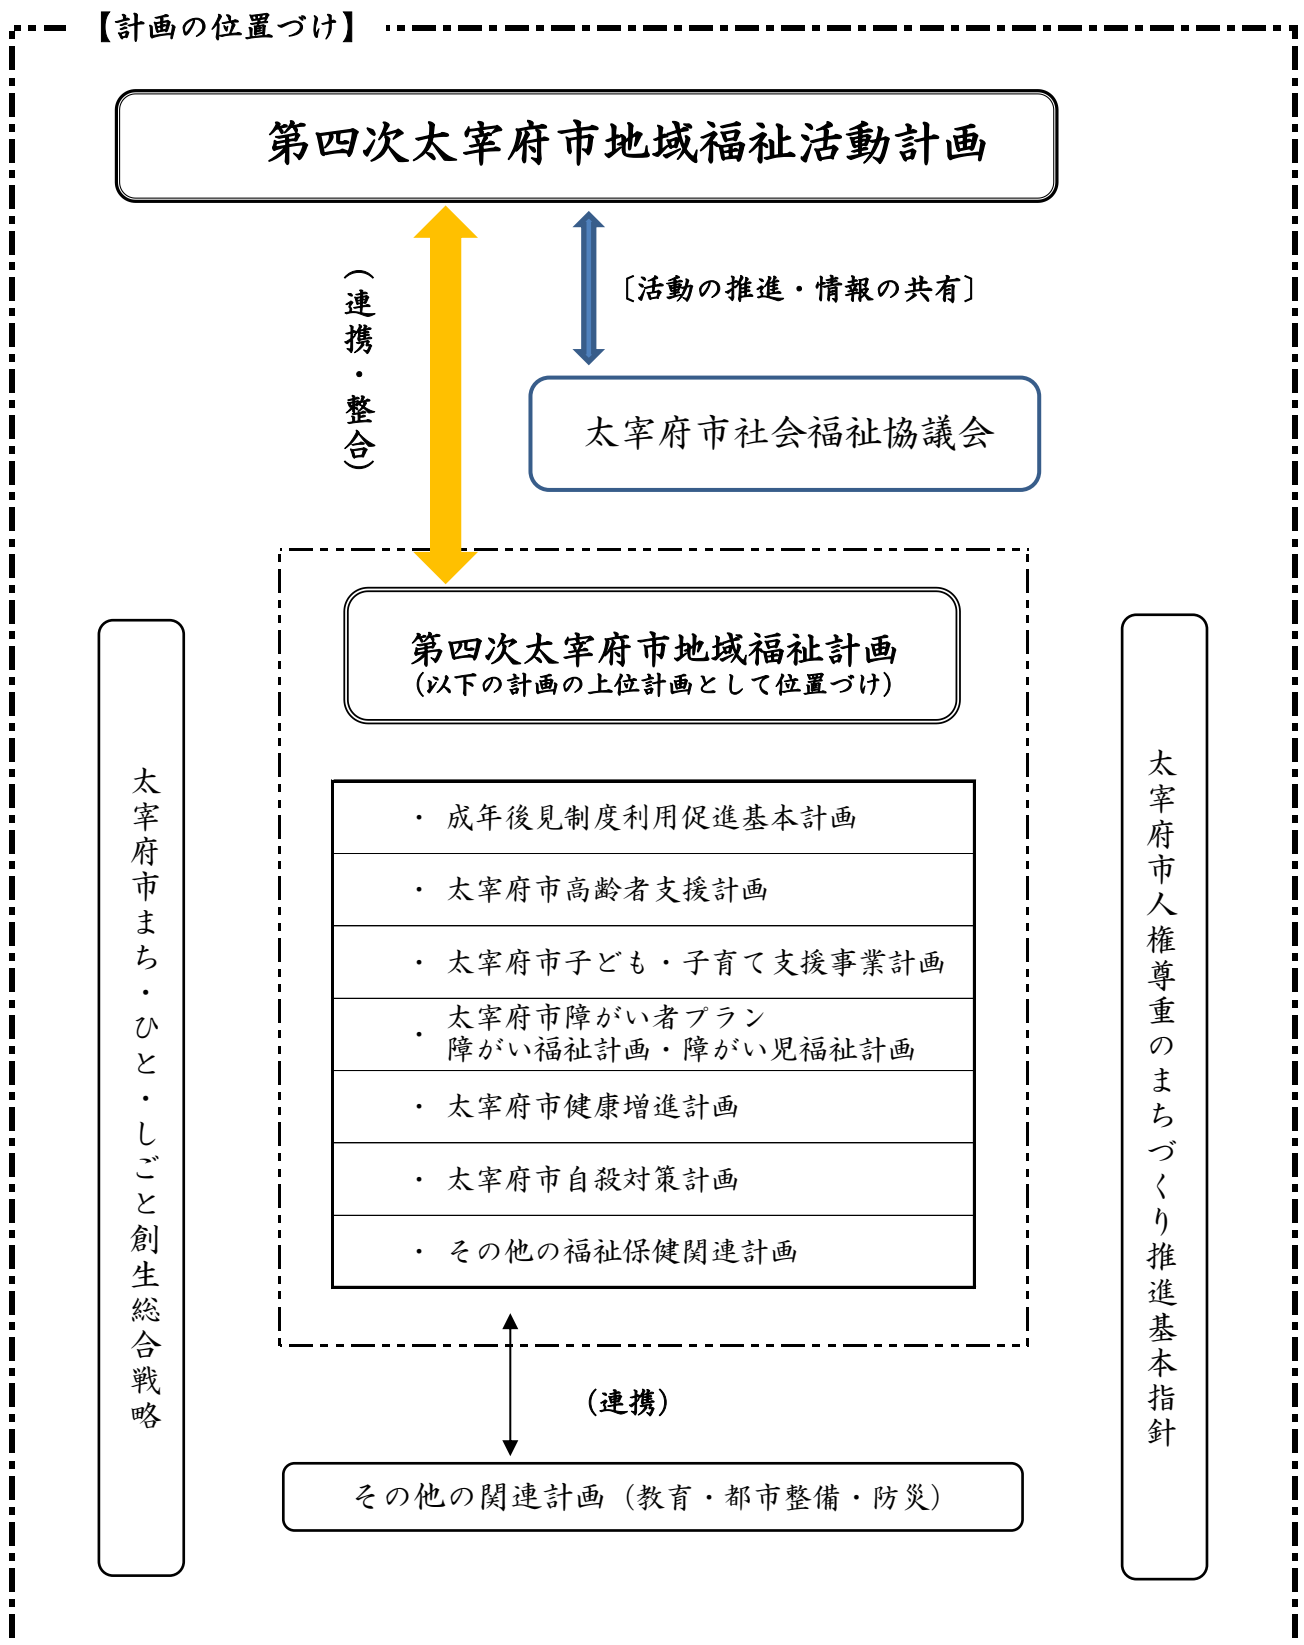 【計画の位置づけ】
第四次太宰府市地域福祉活動計画
（連携・整合）
〔活動の推進・情報の共有〕
太宰府市社会福祉協議会
第四次太宰府市地域福祉計画
（以下の計画の上位計画として位置づけ）
・ 成年後見制度利用促進基本計画
・ 太宰府市高齢者支援計画
・ 太宰府市子ども・子育て支援事業計画
・ 太宰府市障がい者プラン
障がい福祉計画・障がい児福祉計画
・ 太宰府市健康増進計画
・ 太宰府市自殺対策計画
・ その他の福祉保健関連計画
太宰府市まち・ひと・しごと創生総合戦略
太宰府市人権尊重のまちづくり推進基本指針
（連携）
その他の関連計画（教育・都市整備・防災）